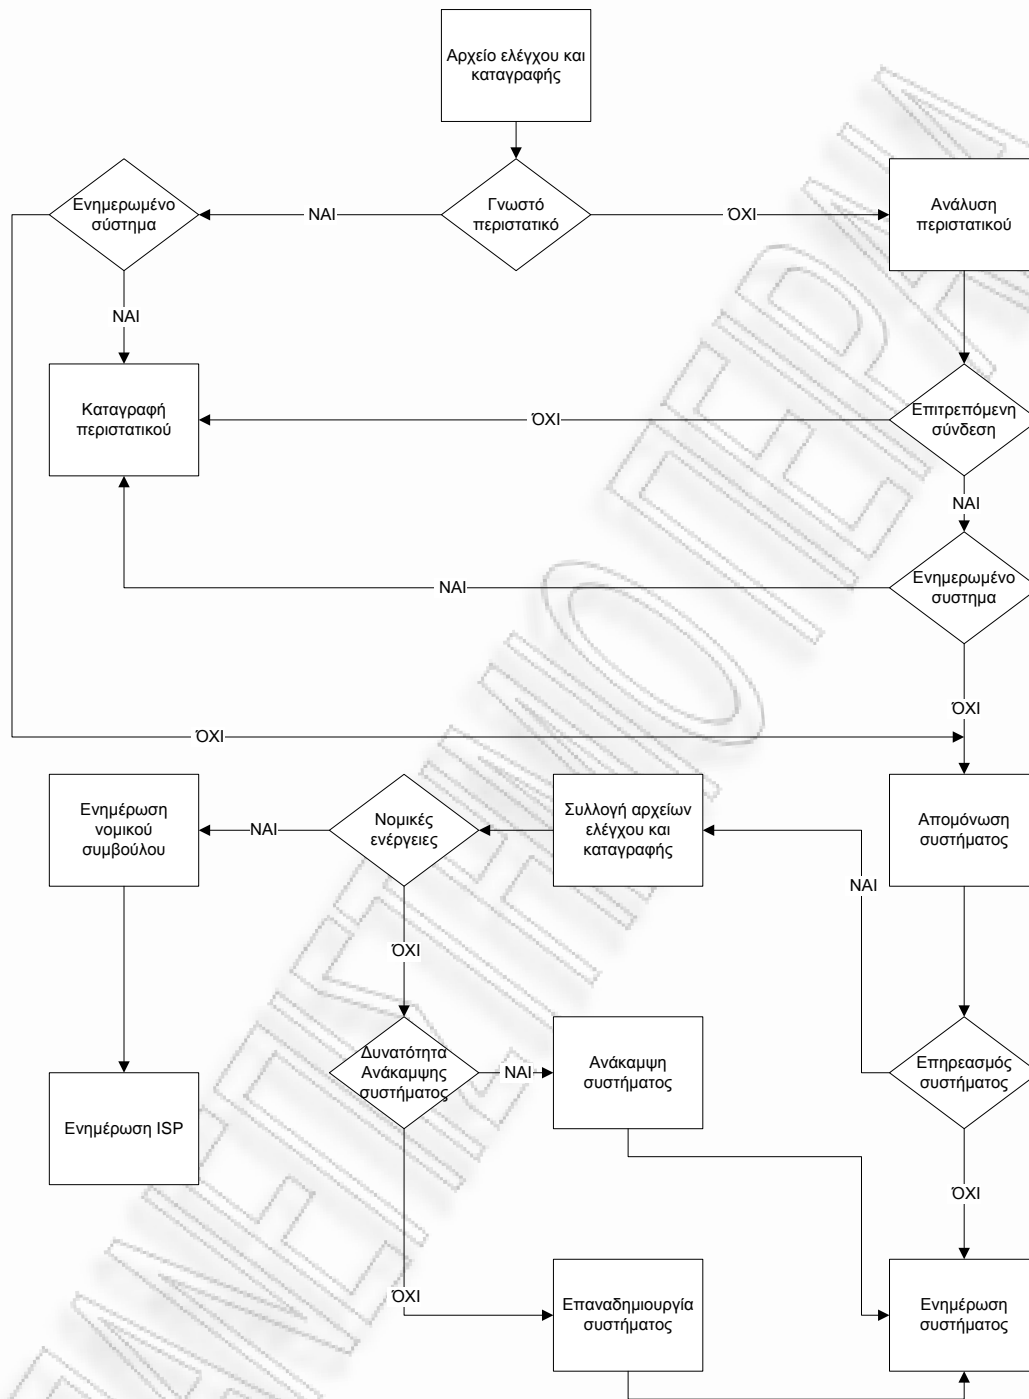 Αρχείο ελέγχου και
καταγραφής
Ενημερωμένο
σύστημα
ΝΑΙ
Γνωστό
περιστατικό
ΌΧΙ
Ανάλυση
περιστατικού
ΝΑΙ
Καταγραφή
περιστατικού
ΌΧΙ
Επιτρεπόμενη
σύνδεση
ΝΑΙ
ΝΑΙ
Ενημερωμένο
συστημα
ΌΧΙ
ΌΧΙ
Ενημέρωση
νομικού
συμβούλου
ΝΑΙ
Νομικές
ενέργειες
Συλλογή αρχείων
ελέγχου και
καταγραφής
Απομόνωση
συστήματος
ΝΑΙ
ΌΧΙ
Δυνατότητα
Ανάκαμψης
συστήματος
ΝΑΙ
Ανάκαμψη
συστήματος
Επηρεασμός
συστήματος
Ενημέρωση ISP
ΌΧΙ
ΌΧΙ
Επαναδημιουργία
συστήματος
Ενημέρωση
συστήματος